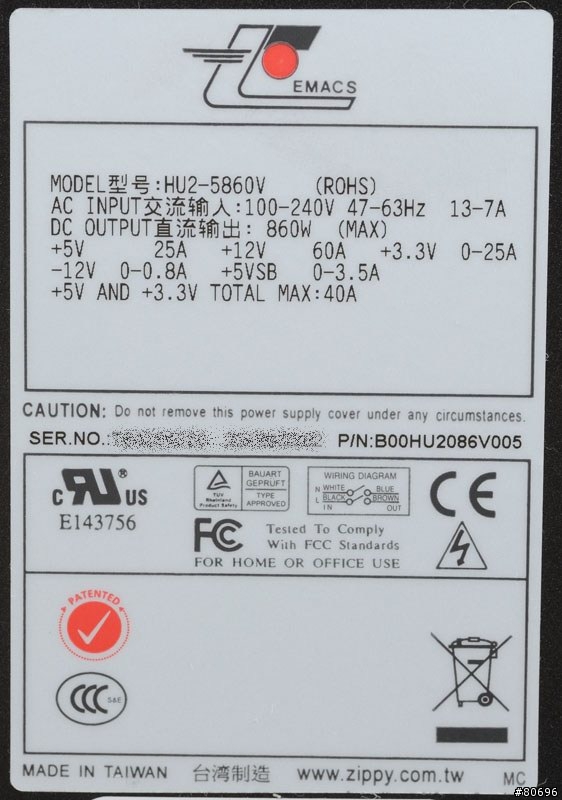 EMACS
MODEL型号:HU2-5860V (ROHS)
AC INPUT交流输入:100-240V 47-63Hz 13-7A
DC OUTPUT直流输出: 860W (MAX)
+5V 25A +12V 60A +3.3V 0-25A
-12V 0-0.8A +5VSB 0-3.5A
+5V AND +3.3V TOTAL MAX:40A
CAUTION: Do not remove this power supply cover under any circumstances.
SER.NO.: P/N:B00HU2086V005
c RU ® US
E143756
TÜV
Rheinland
Product Safety
BAUART
GEPRUFT
TYPE
APPROVED
WIRING DIAGRAM
N WHITE BLUE
L BLACK BROWN
IN OUT
CE
FC
Tested To Comply
With FCC Standards
FOR HOME OR OFFICE USE
PATENTED
CCC S&E
MADE IN TAIWAN 台湾制造 www.zippy.com.tw MC
#80696